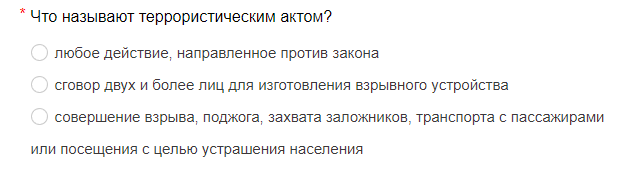 * Что называют террористическим актом?
любое действие, направленное против закона
сговор двух и более лиц для изготовления взрывного устройства
совершение взрыва, поджога, захвата заложников, транспорта с пассажирами
или посещения с целью устрашения населения